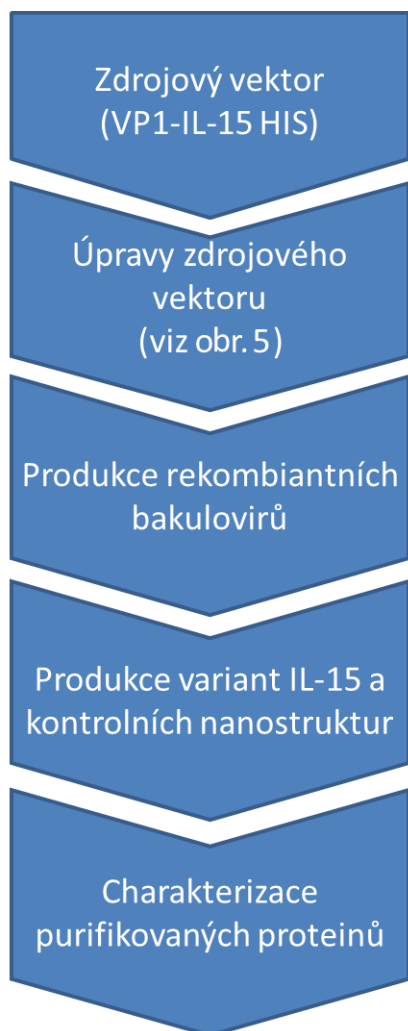 Zdrojový vektor
(VP1-IL-15 HIS)
Úpravy zdrojového
vektoru
(viz obr. 5)
Produkce rekombiantních
bakulovirů
Produkce variant IL-15 a
kontrolních nanostruktur
Charakterizace
purifikovaných proteinů